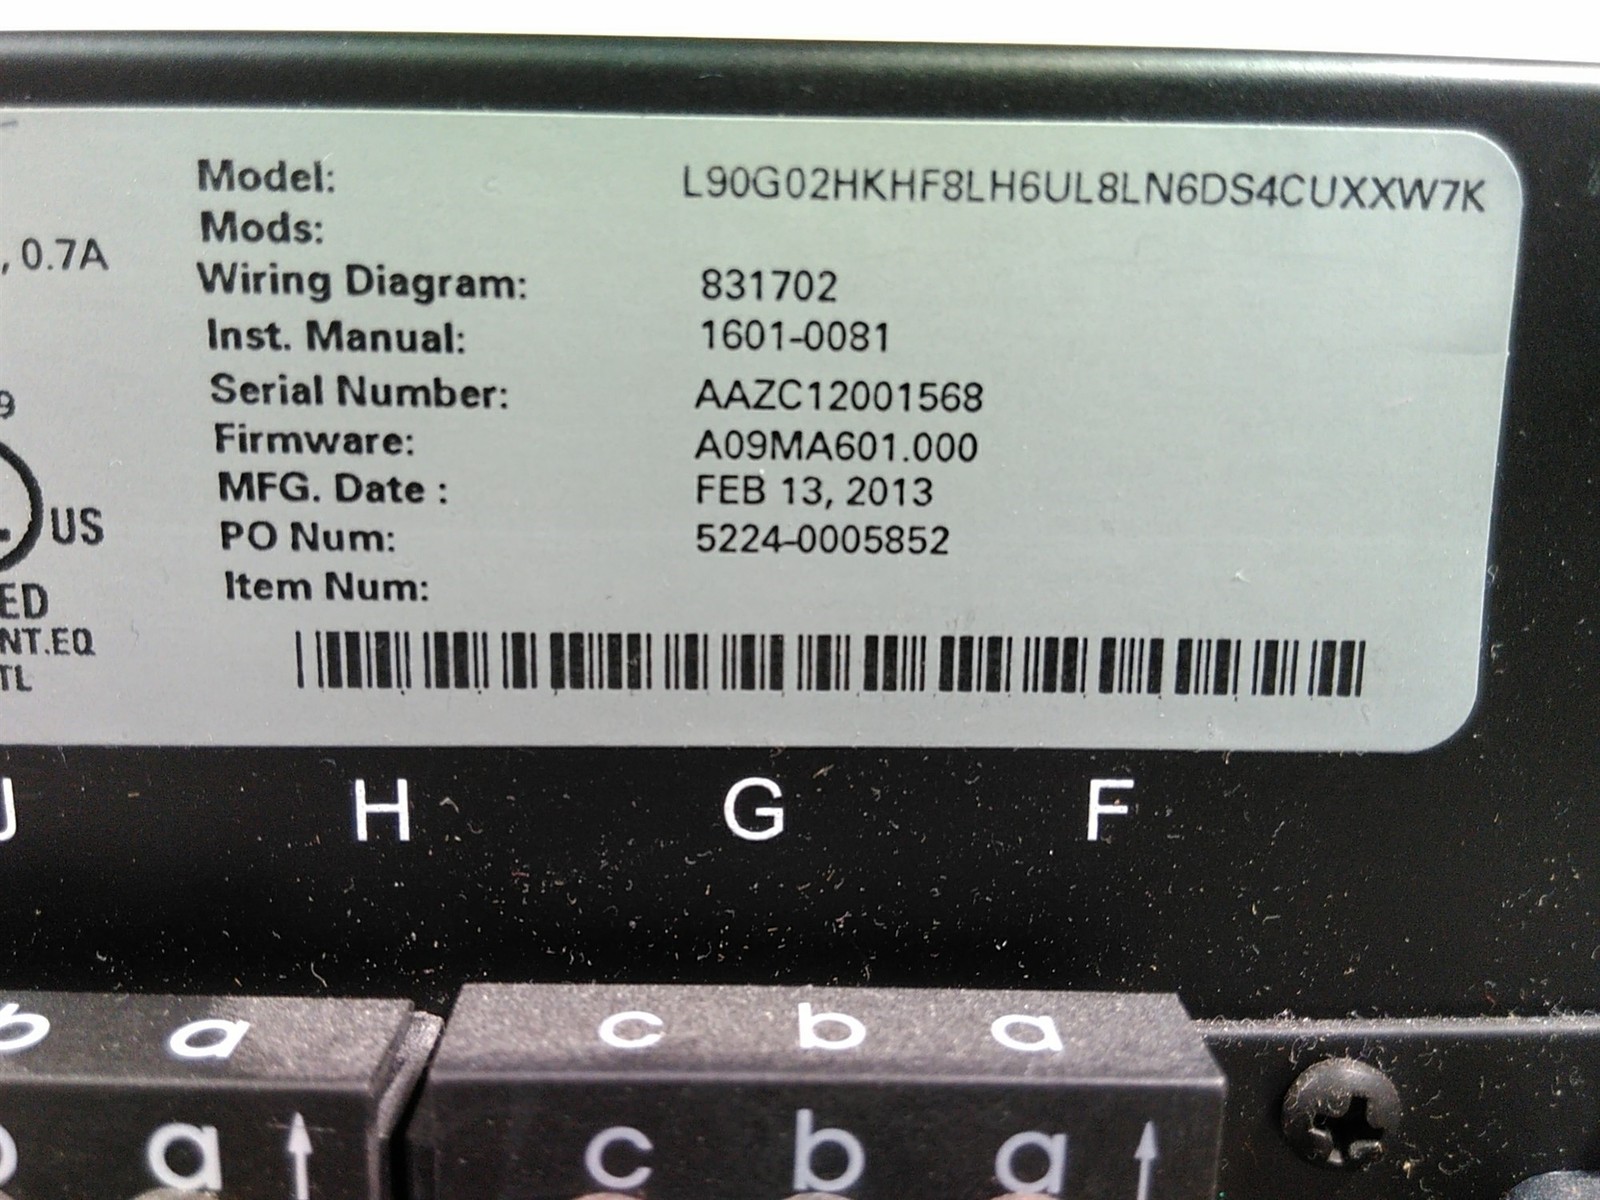 Model: L90G02HKHF8LH6UL8LN6DS4CUXXW7K
Mods:
, 0.7A
Wiring Diagram: 831702
Inst. Manual: 1601-0081
Serial Number: AAZC12001568
9
Firmware: A09MA601.000
MFG. Date : FEB 13, 2013
US
PO Num: 5224-0005852
Item Num:
ED
NT.EQ
TL
H G F
b a c b a
a c b a